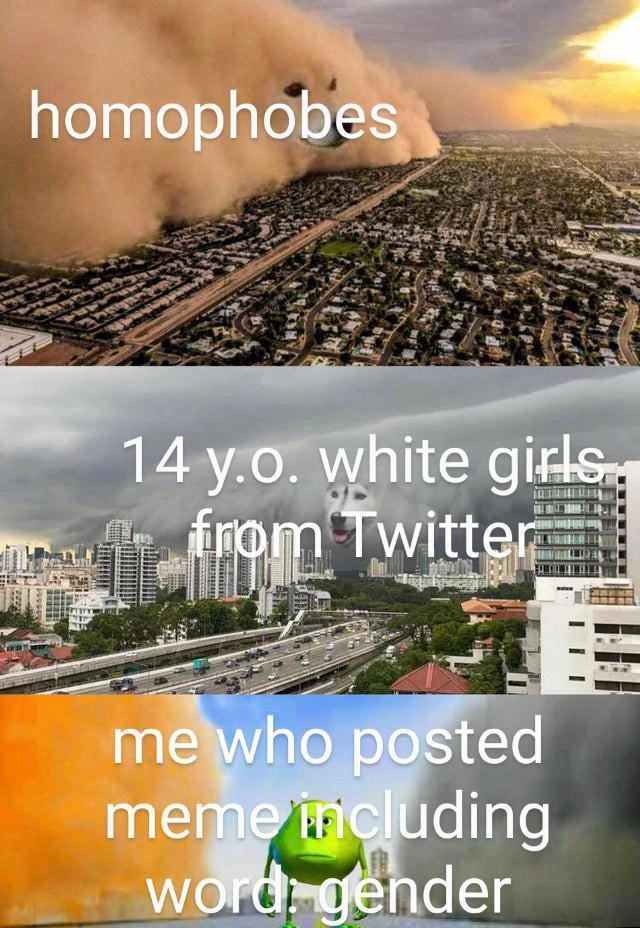 homophobes
14 y.o. white girls
from Twitter
me who posted
meme including
word: gender